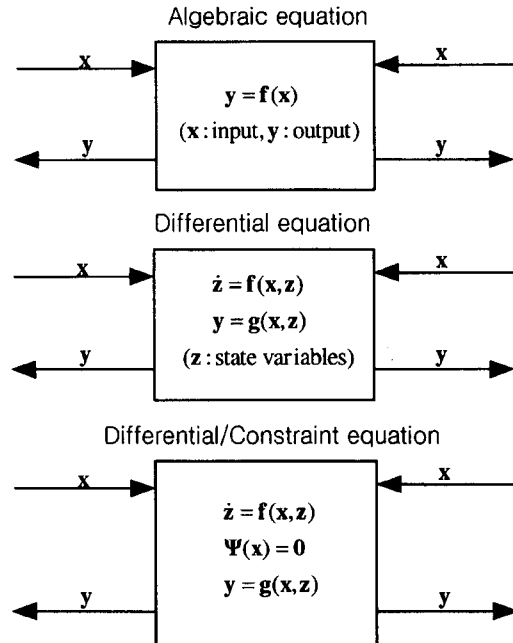 Algebraic equation
x x
y = f(x)
(x : input, y : output)
y y
Differential equation
x x
ż = f(x,z)
y = g(x,z)
(z : state variables)
y y
Differential/Constraint equation
x x
ż = f(x,z)
Ψ(x) = 0
y = g(x,z)
y y